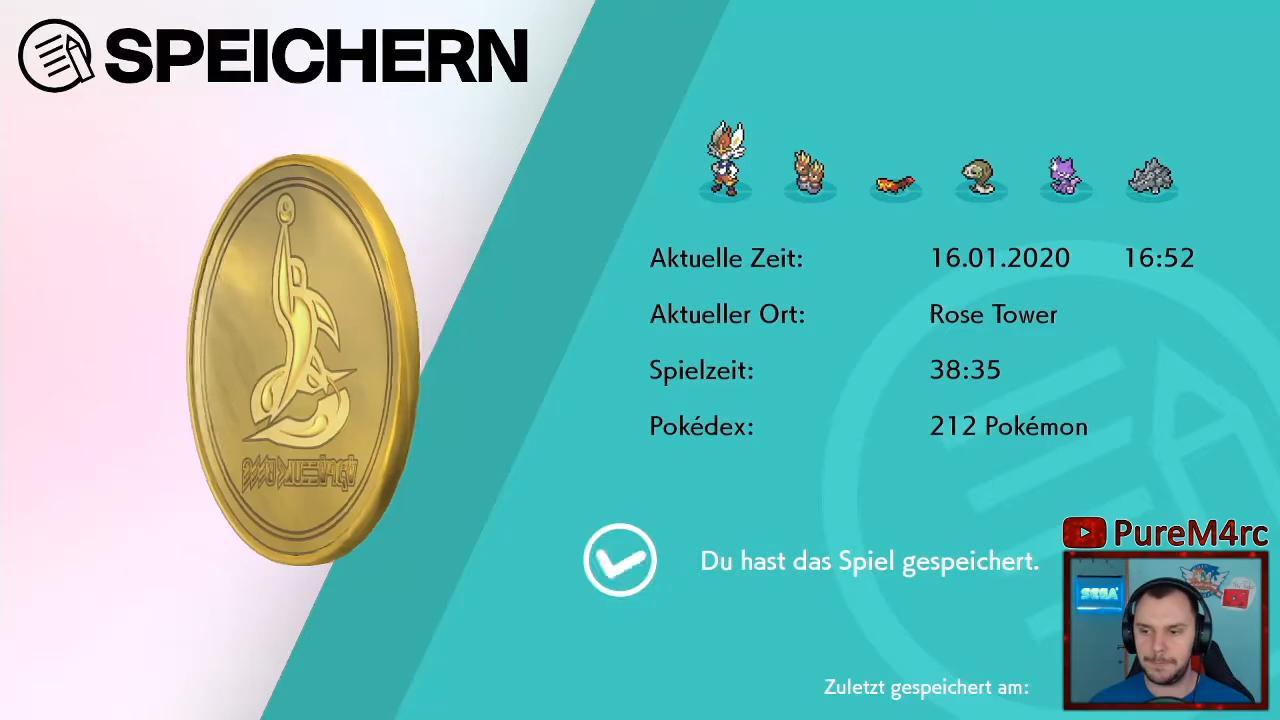 SPEICHERN
Aktuelle Zeit: 16.01.2020 16:52
Aktueller Ort: Rose Tower
Spielzeit: 38:35
Pokédex: 212 Pokémon
Du hast das Spiel gespeichert.
Zuletzt gespeichert am:
PureM4rc
SEGA